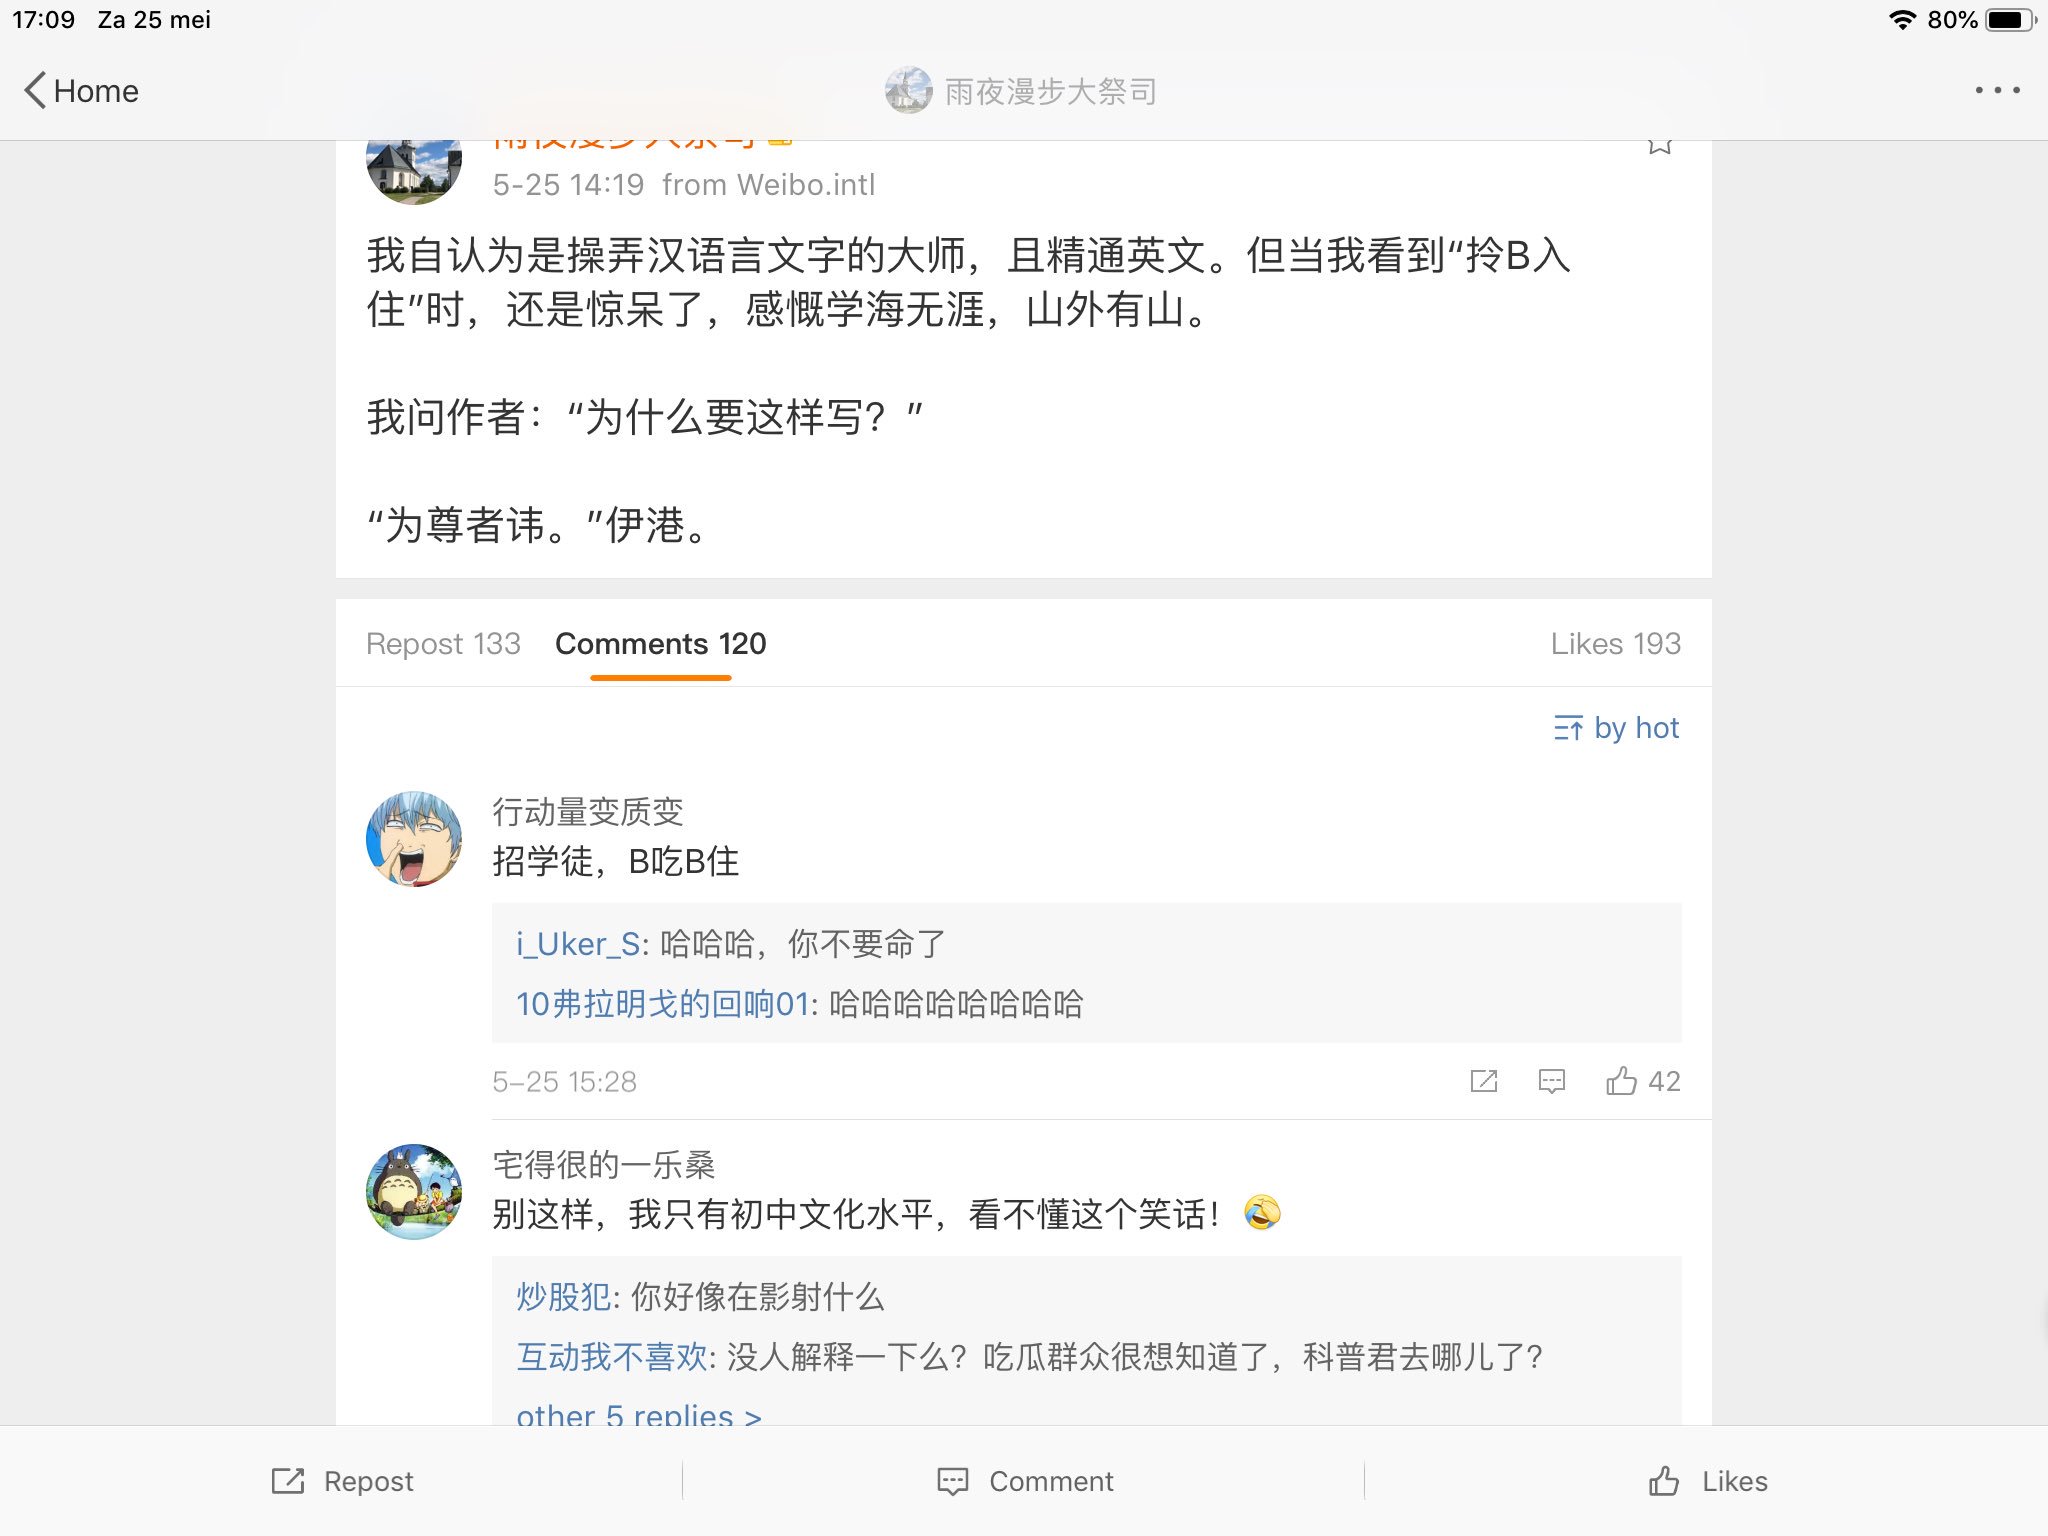 17:09 Za 25 mei 80%
Home 雨夜漫步大祭司 ···
雨夜漫步大祭司
5-25 14:19 from Weibo.intl
我自认为是操弄汉语言文字的大师，且精通英文。但当我看到“拎B入
住”时，还是惊呆了，感慨学海无涯，山外有山。
我问作者：“为什么要这样写？”
“为尊者讳。”伊港。
Repost 133 Comments 120 Likes 193
by hot
行动量变质变
招学徒，B吃B住
i_Uker_S: 哈哈哈，你不要命了
10弗拉明戈的回响01: 哈哈哈哈哈哈哈哈
5-25 15:28 42
宅得很的一乐桑
别这样，我只有初中文化水平，看不懂这个笑话！🤣
炒股犯: 你好像在影射什么
互动我不喜欢: 没人解释一下么？吃瓜群众很想知道了，科普君去哪儿了？
other 5 replies >
Repost Comment Likes